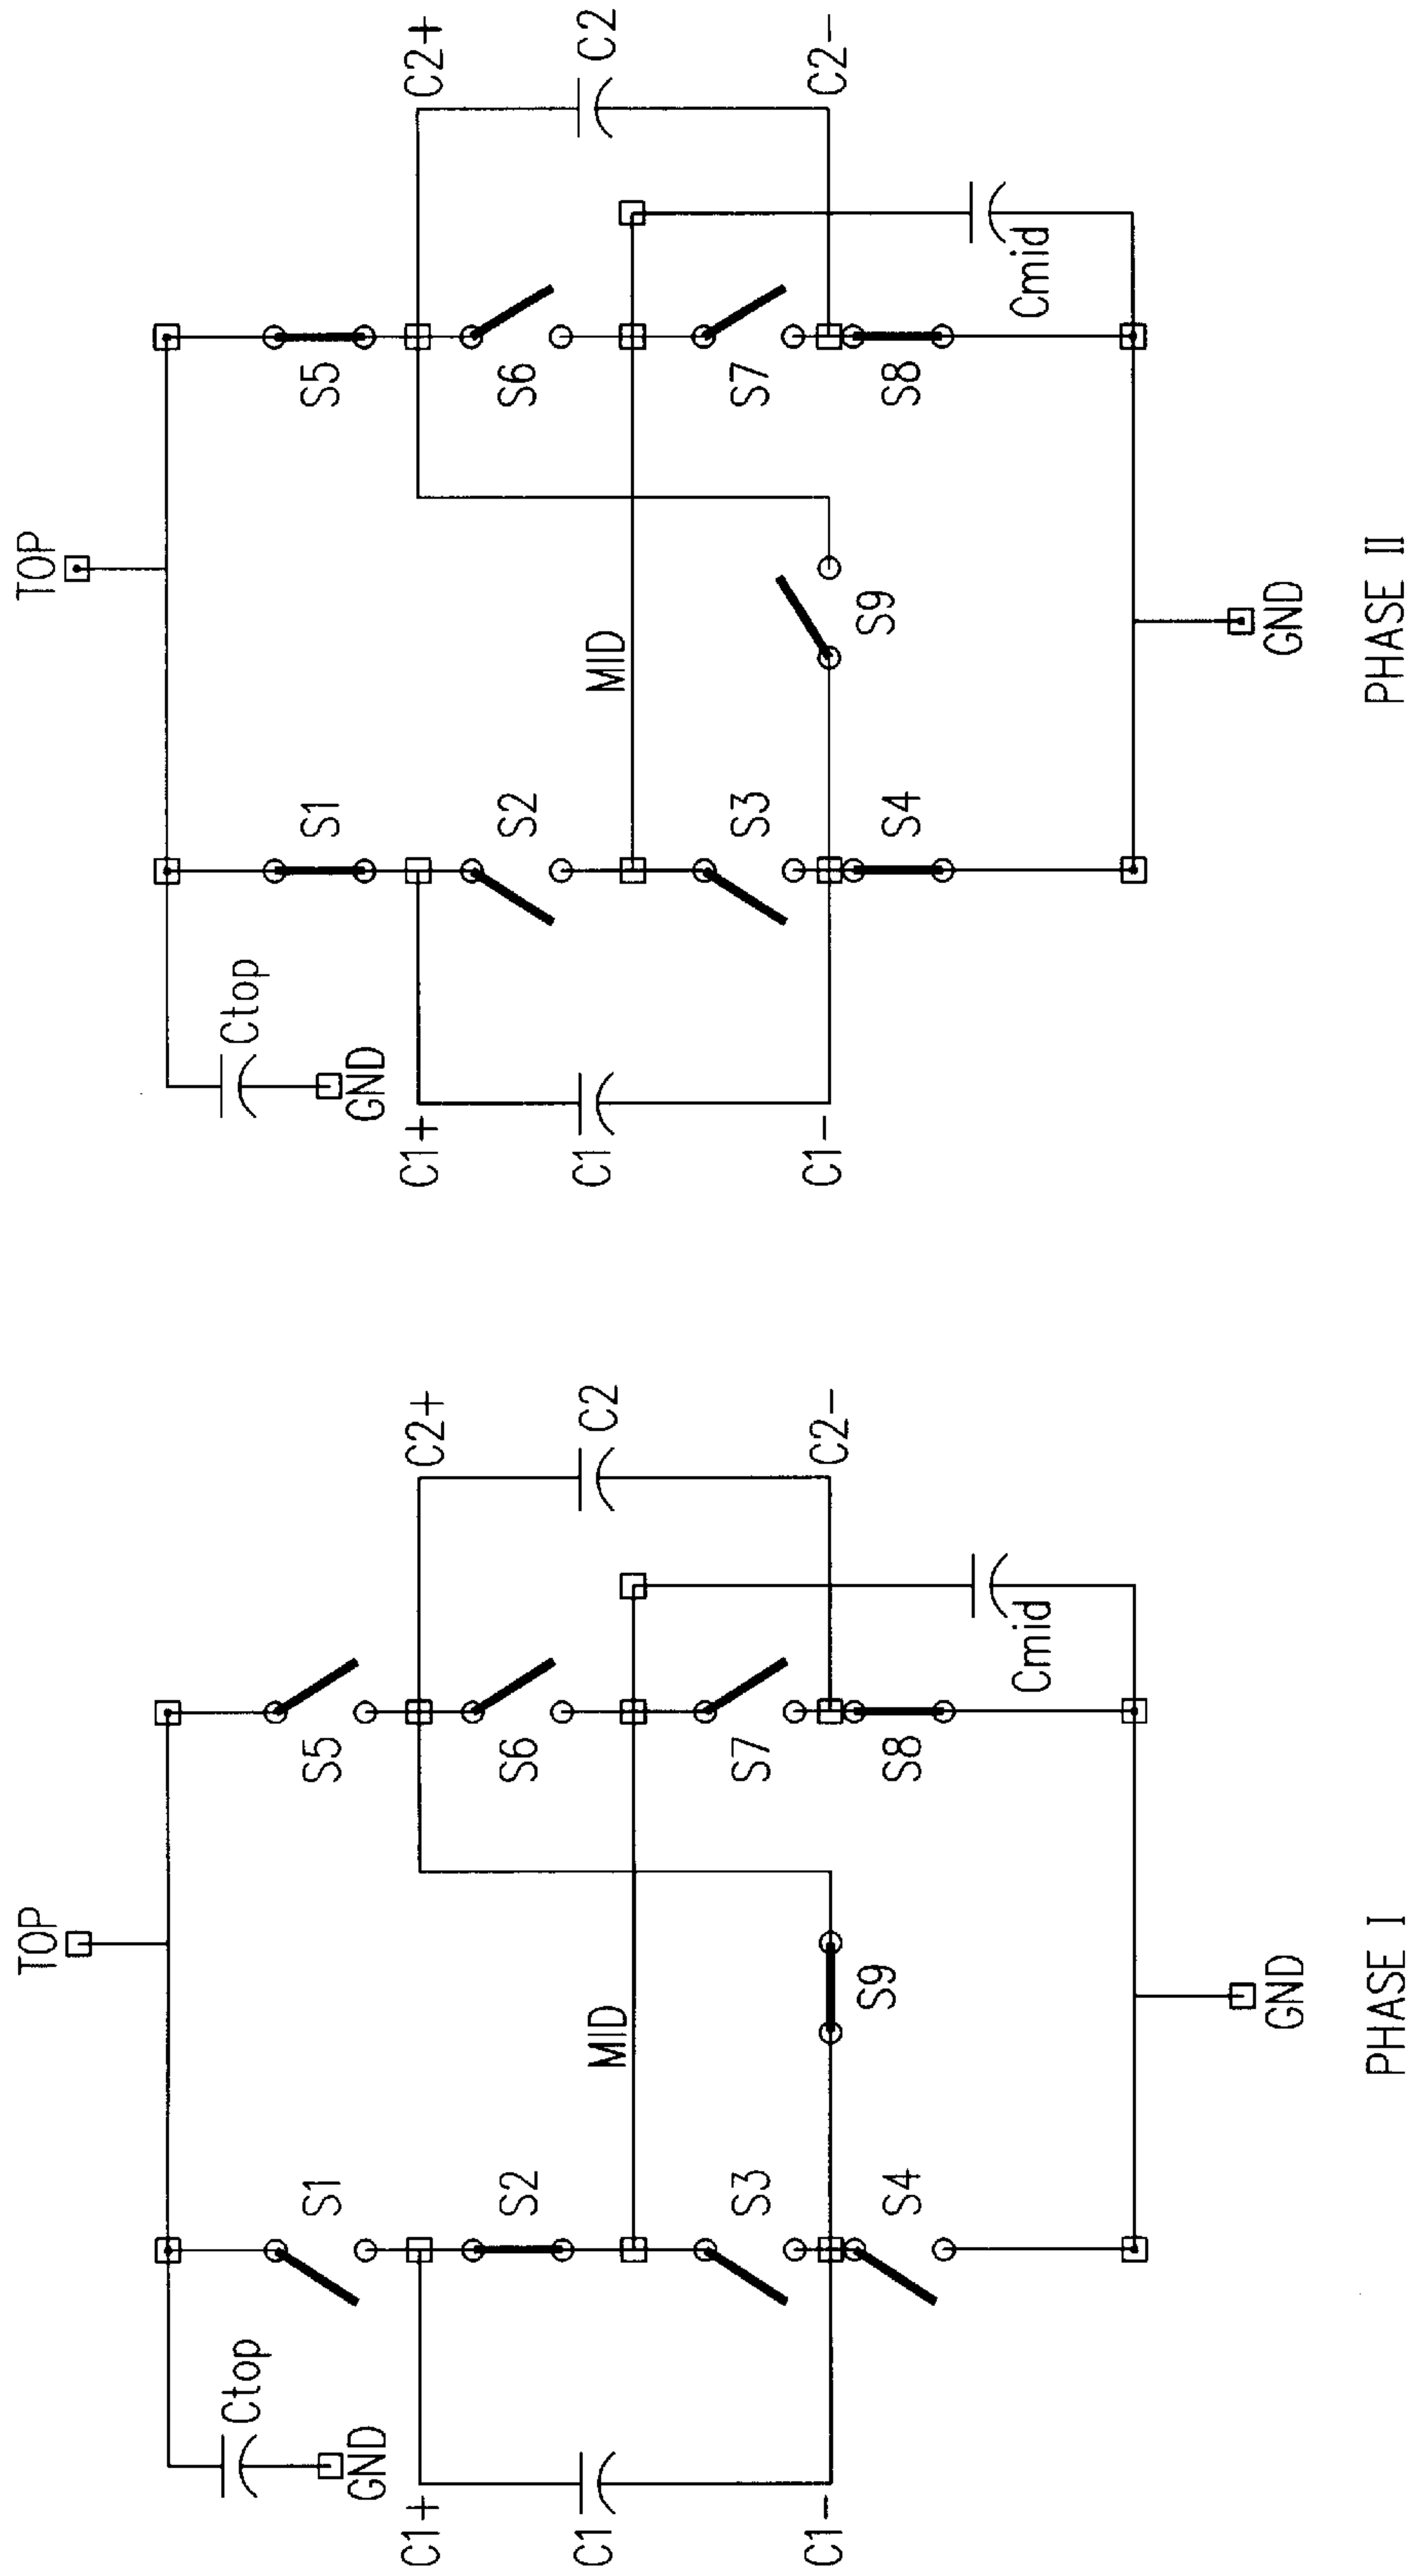 TOP
Ctop
GND
S1
S5
C1+
C2+
S2
S6
C1
C2
MID
S3
S7
C1-
C2-
S9
S4
S8
Cmid
GND
PHASE I
TOP
Ctop
GND
S1
S5
C1+
C2+
S2
S6
C1
C2
MID
S3
S7
C1-
C2-
S9
S4
S8
Cmid
GND
PHASE II